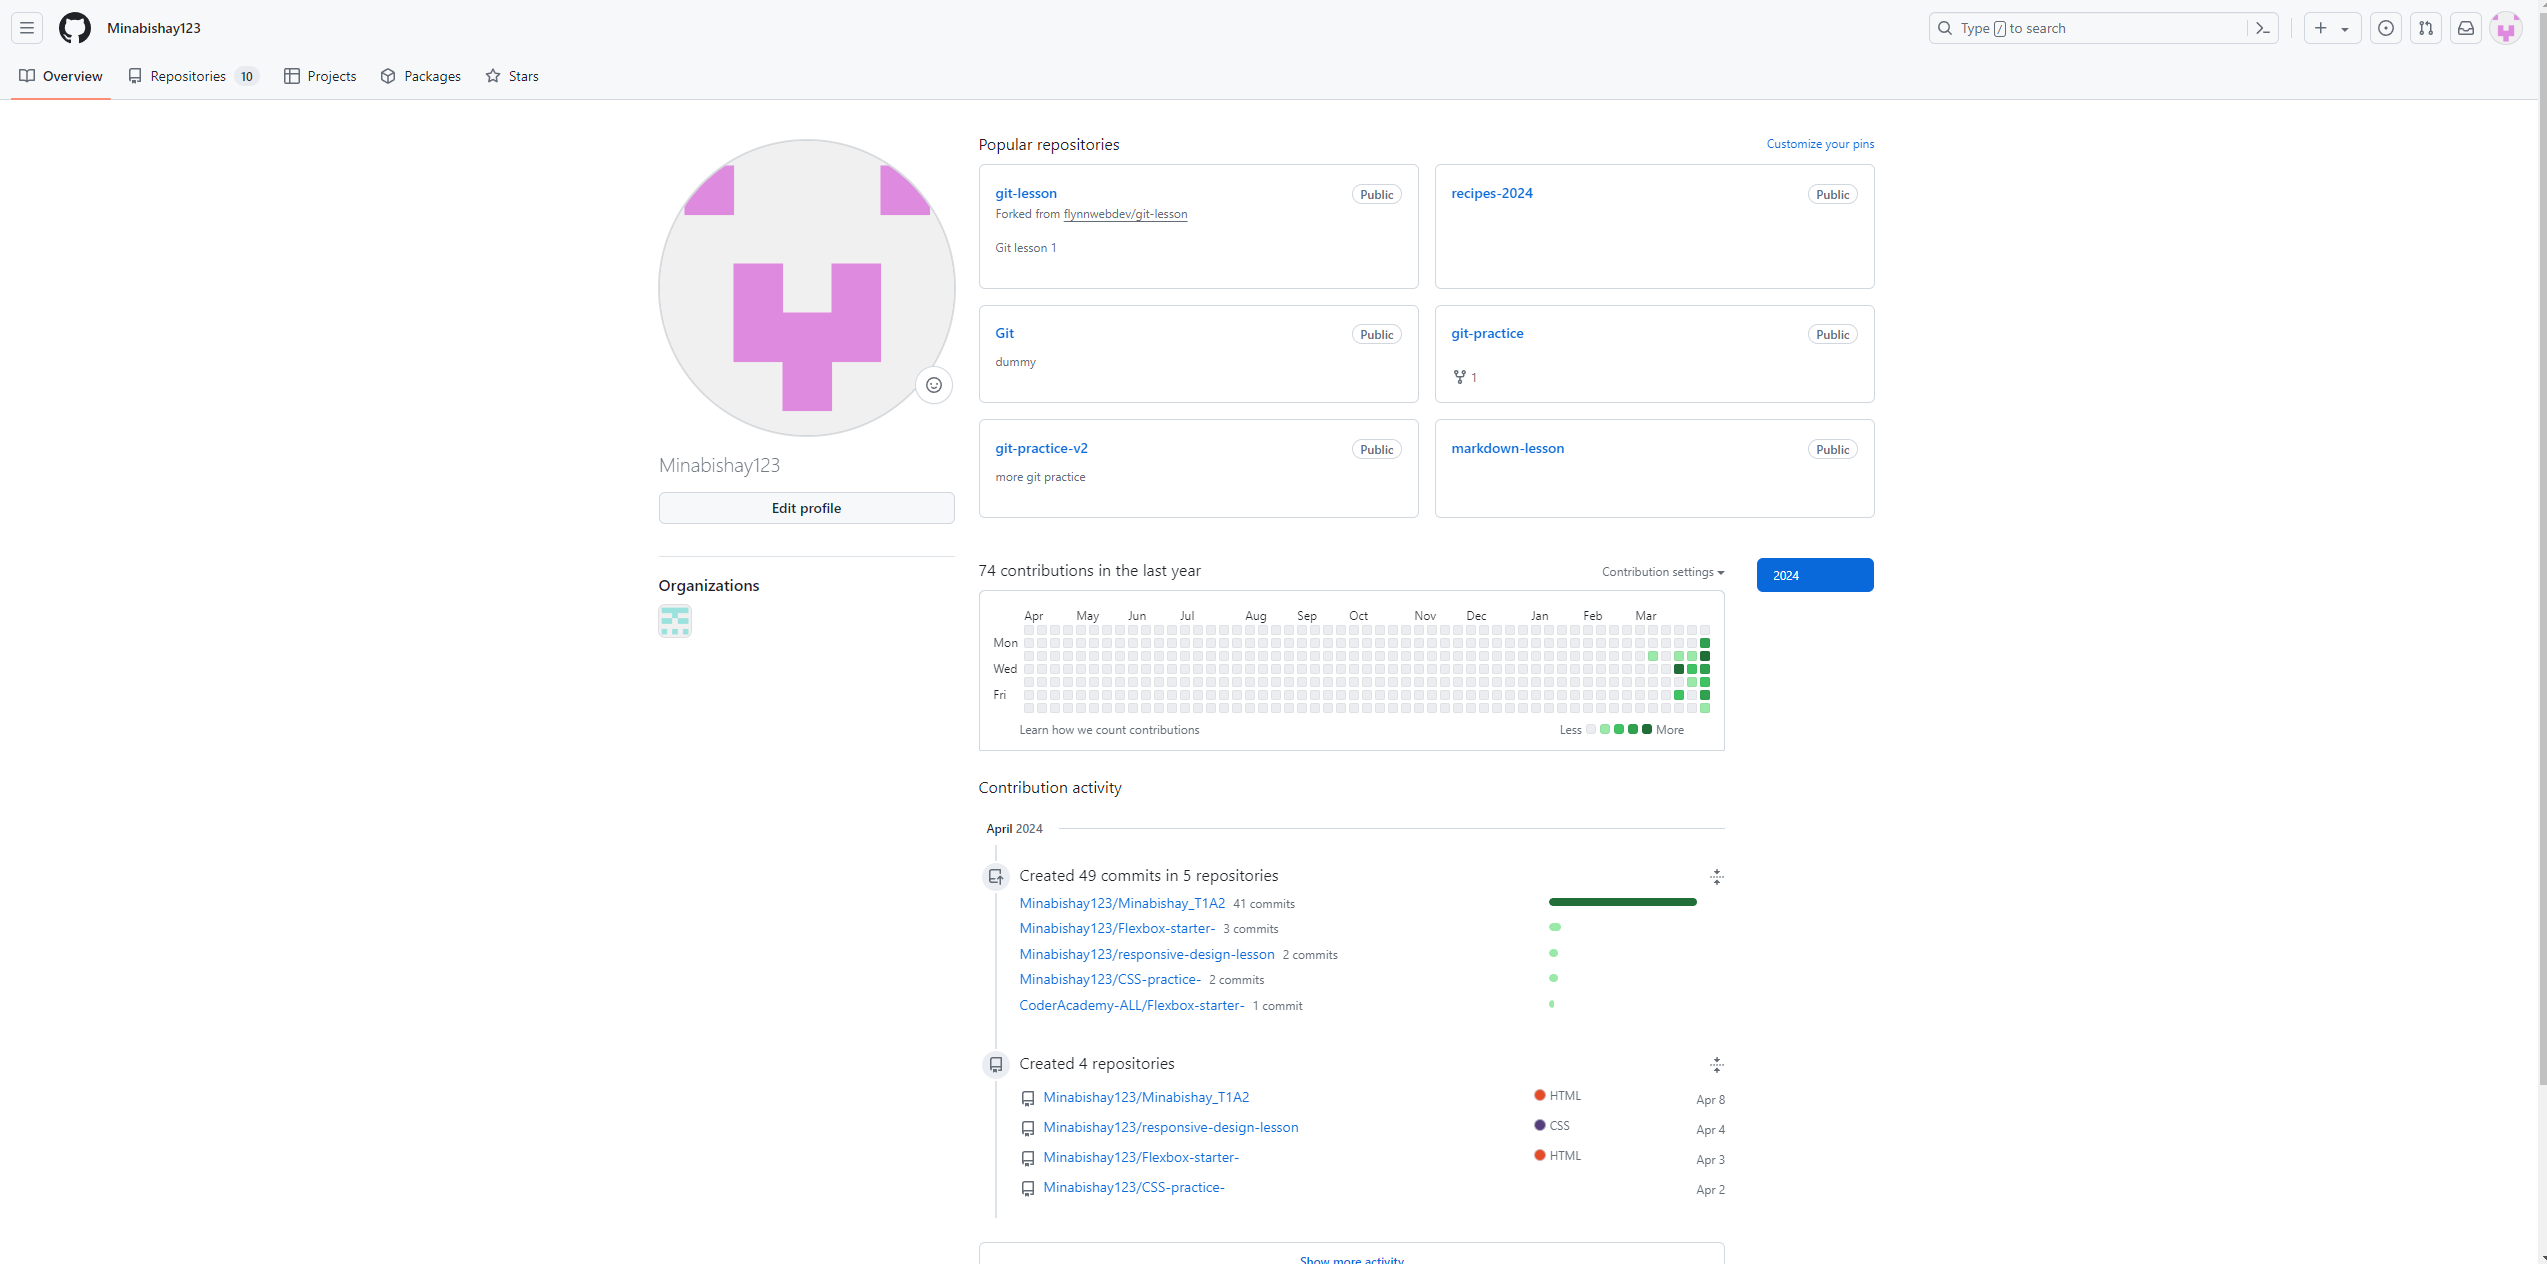 Minabishay123
Type / to search
Overview
Repositories 10
Projects
Packages
Stars
Minabishay123
Edit profile
Organizations
Popular repositories
Customize your pins
git-lesson
Public
Forked from flynnwebdev/git-lesson
Git lesson 1
recipes-2024
Public
Git
Public
dummy
git-practice
Public
1
git-practice-v2
Public
more git practice
markdown-lesson
Public
74 contributions in the last year
Contribution settings
2024
Apr May Jun Jul Aug Sep Oct Nov Dec Jan Feb Mar
Mon
Wed
Fri
Learn how we count contributions
Less
More
Contribution activity
April 2024
Created 49 commits in 5 repositories
Minabishay123/Minabishay_T1A2 41 commits
Minabishay123/Flexbox-starter- 3 commits
Minabishay123/responsive-design-lesson 2 commits
Minabishay123/CSS-practice- 2 commits
CoderAcademy-ALL/Flexbox-starter- 1 commit
Created 4 repositories
Minabishay123/Minabishay_T1A2 HTML Apr 8
Minabishay123/responsive-design-lesson CSS Apr 4
Minabishay123/Flexbox-starter- HTML Apr 3
Minabishay123/CSS-practice- Apr 2
Show more activity